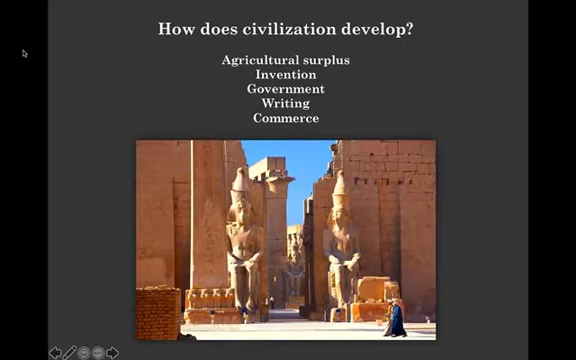 How does civilization develop?
Agricultural surplus
Invention
Government
Writing
Commerce